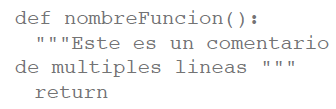 def nombreFuncion():
  """Este es un comentario
de multiples lineas """
  return